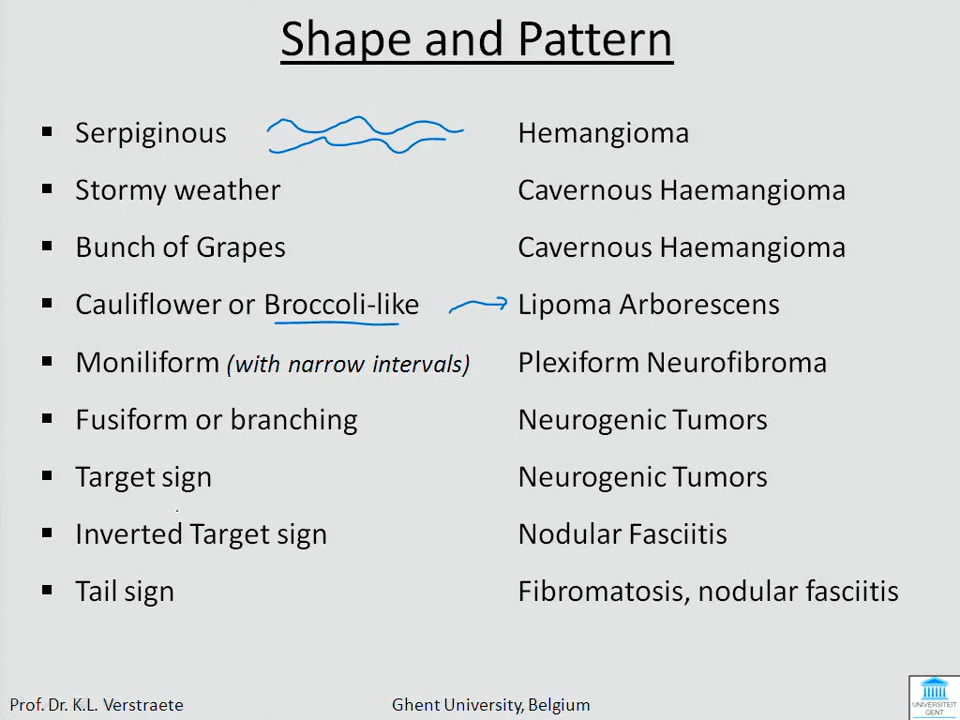 Shape and Pattern
▪ Serpiginous Hemangioma
▪ Stormy weather Cavernous Haemangioma
▪ Bunch of Grapes Cavernous Haemangioma
▪ Cauliflower or Broccoli-like Lipoma Arborescens
▪ Moniliform (with narrow intervals) Plexiform Neurofibroma
▪ Fusiform or branching Neurogenic Tumors
▪ Target sign Neurogenic Tumors
▪ Inverted Target sign Nodular Fasciitis
▪ Tail sign Fibromatosis, nodular fasciitis
Prof. Dr. K.L. Verstraete Ghent University, Belgium
UNIVERSITEIT
GENT